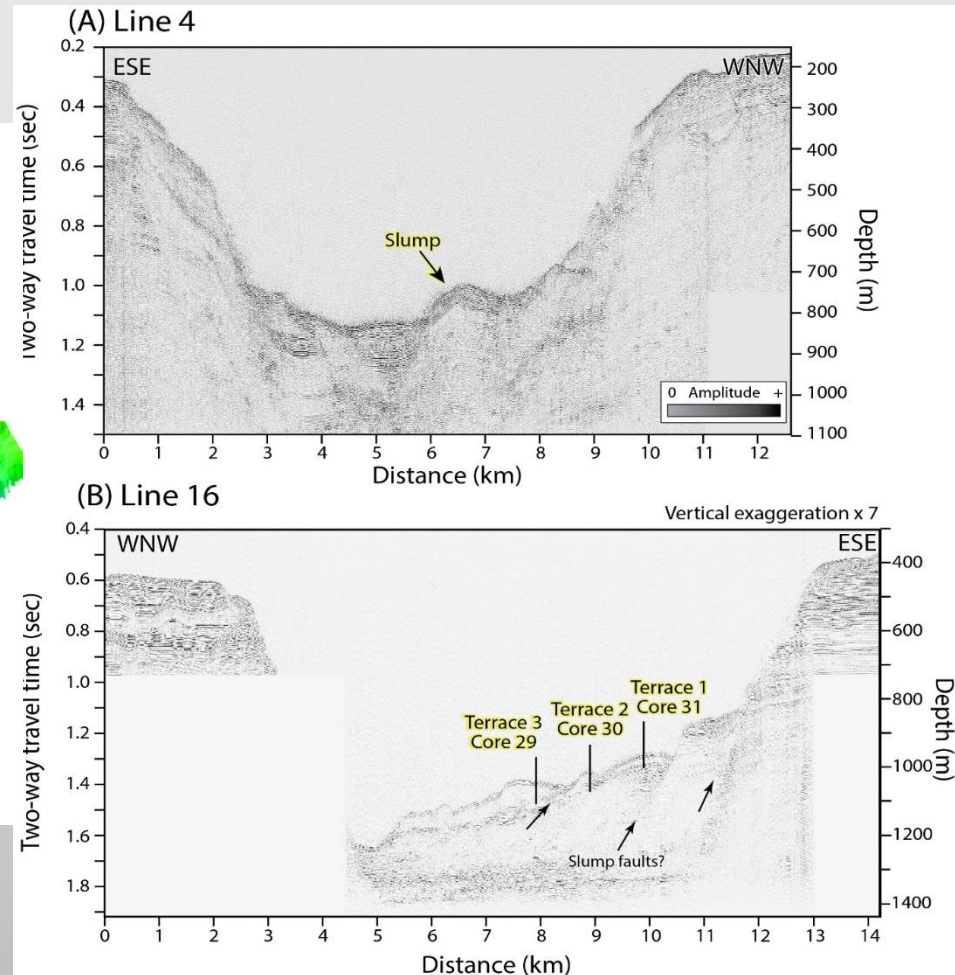 (A) Line 4
ESE
WNW
Two-way travel time (sec)
0.2
0.4
0.6
0.8
1.0
1.2
1.4
Slump
200
300
400
500
600
700
800
900
1000
1100
Depth (m)
0 Amplitude +
0 1 2 3 4 5 6 7 8 9 10 11 12
Distance (km)
(B) Line 16
Vertical exaggeration x 7
WNW
ESE
Two-way travel time (sec)
0.4
0.6
0.8
1.0
1.2
1.4
1.6
1.8
Terrace 3
Core 29
Terrace 2
Core 30
Terrace 1
Core 31
Slump faults?
400
600
800
1000
1200
1400
Depth (m)
0 1 2 3 4 5 6 7 8 9 10 11 12 13 14
Distance (km)